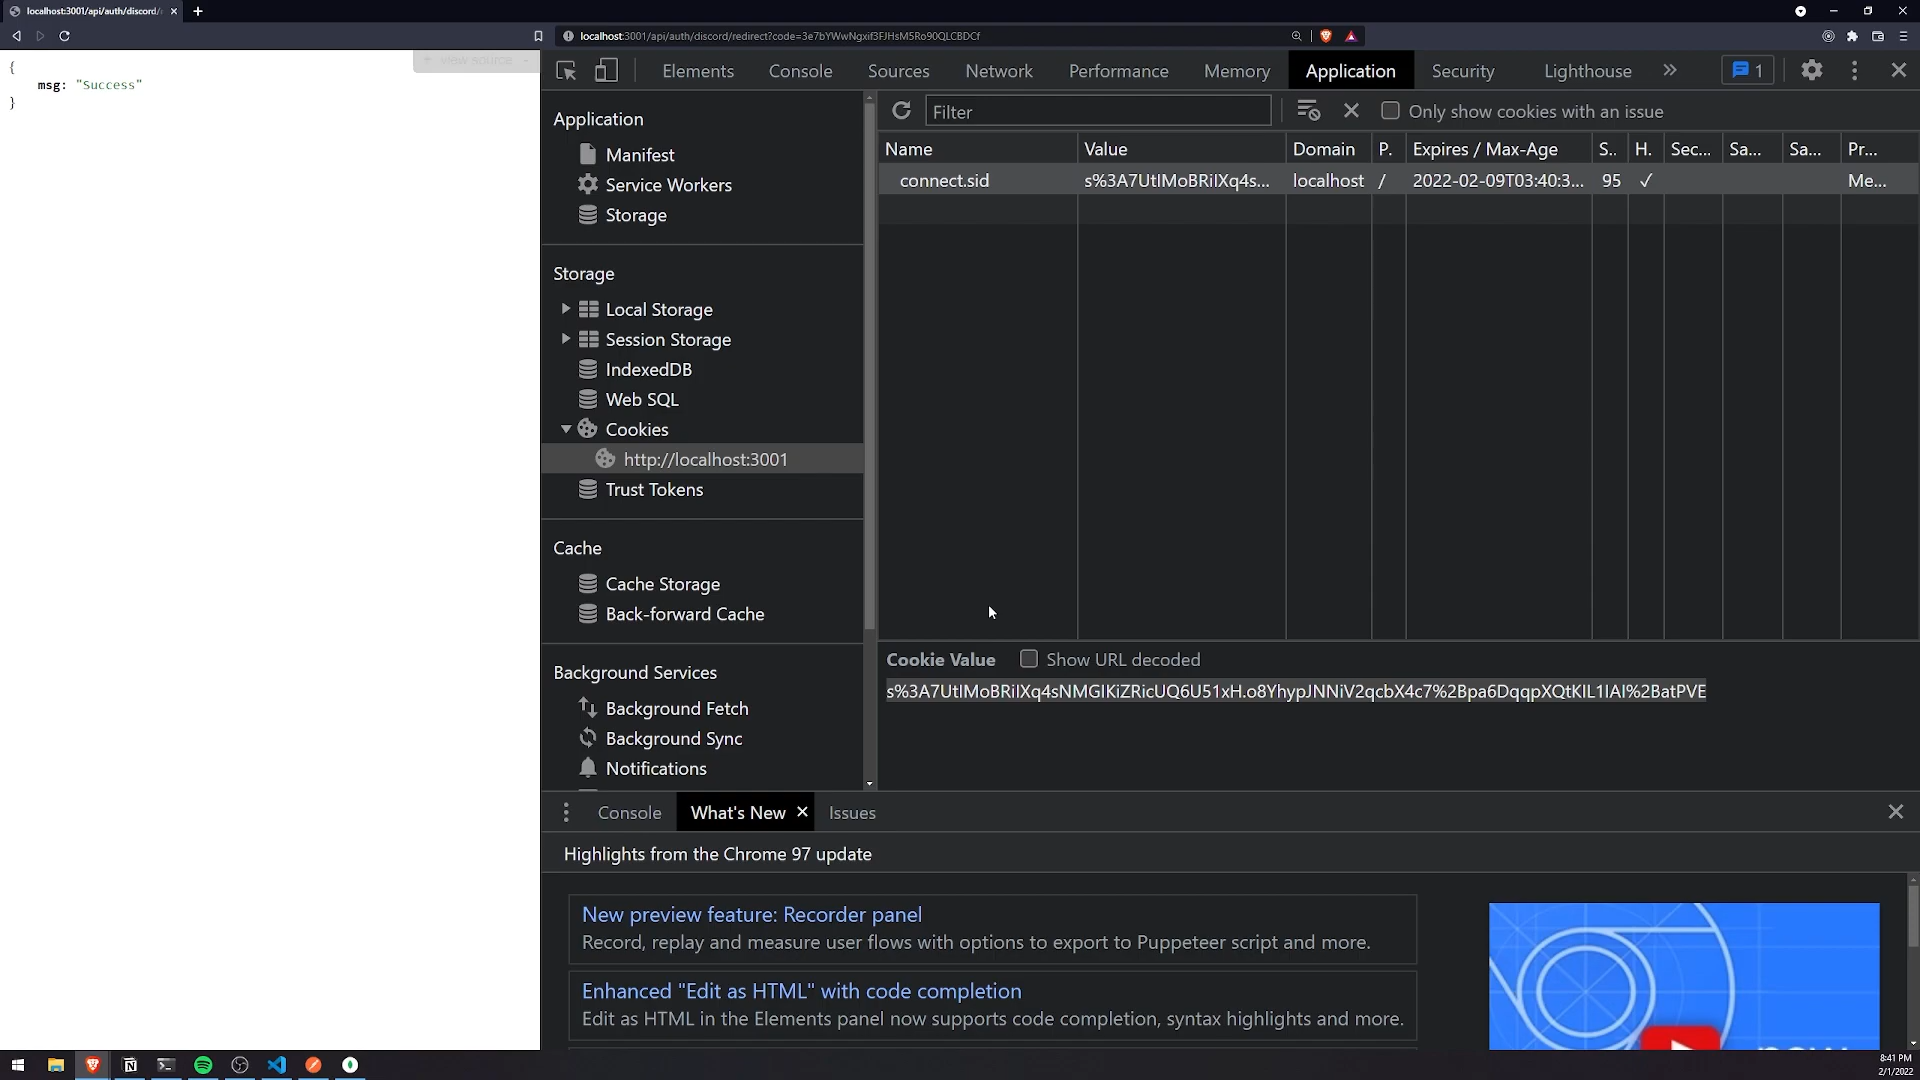 localhost:3001/api/auth/discord/
localhost:3001/api/auth/discord/redirect?code=3e7bYWwNgxif3FJHsM5Ro90QLCBDCf
{
msg: "Success"
}
view source
Elements Console Sources Network Performance Memory Application Security Lighthouse 1
Application
Manifest
Service Workers
Storage
Storage
Local Storage
Session Storage
IndexedDB
Web SQL
Cookies
http://localhost:3001
Trust Tokens
Cache
Cache Storage
Back-forward Cache
Background Services
Background Fetch
Background Sync
Notifications
Filter
Only show cookies with an issue
Name Value Domain P. Expires / Max-Age S.. H. Sec... Sa... Sa... Pr...
connect.sid s%3A7UtIMoBRiIXq4s... localhost / 2022-02-09T03:40:3... 95 ✓ Me...
Cookie Value Show URL decoded
s%3A7UtIMoBRiIXq4sNMGIKiZRicUQ6U51xH.o8YhypJNNiV2qcbX4c7%2Bpa6DqqpXQtKIL1IAI%2BatPVE
Console What's New Issues
Highlights from the Chrome 97 update
New preview feature: Recorder panel
Record, replay and measure user flows with options to export to Puppeteer script and more.
Enhanced "Edit as HTML" with code completion
Edit as HTML in the Elements panel now supports code completion, syntax highlights and more.
8:41 PM
2/1/2022